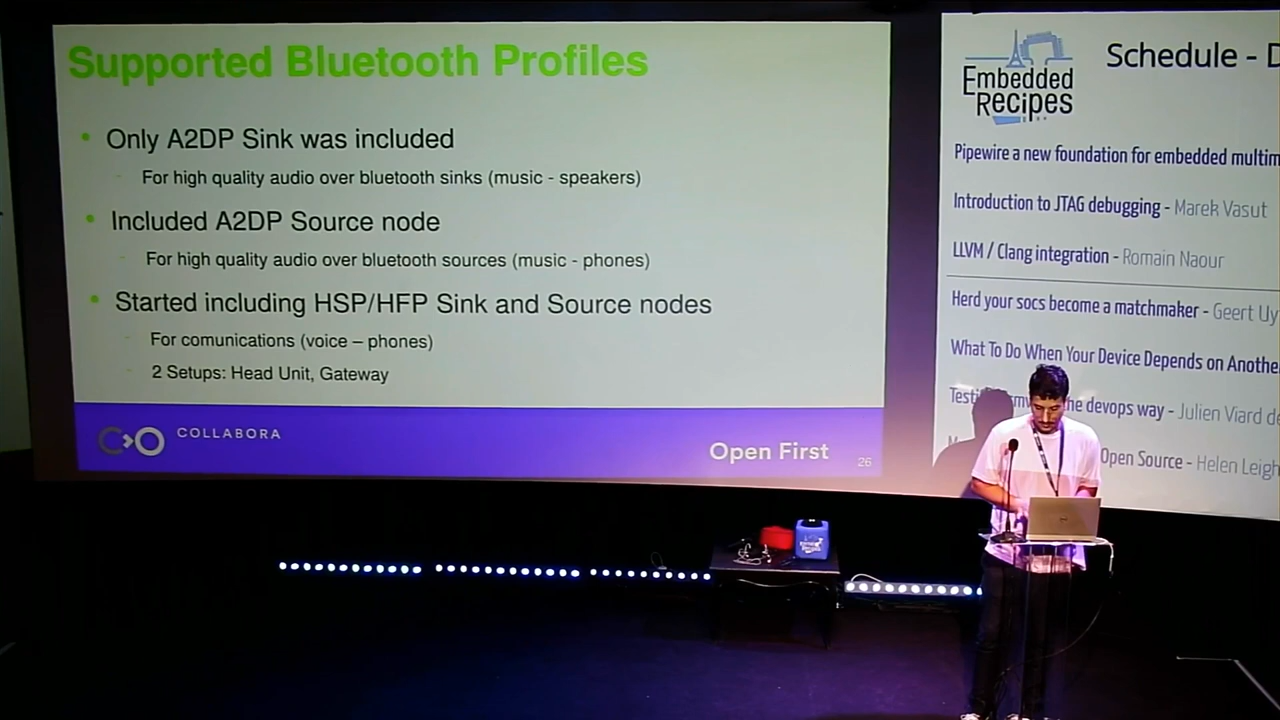 Supported Bluetooth Profiles
Only A2DP Sink was included
For high quality audio over bluetooth sinks (music - speakers)
Included A2DP Source node
For high quality audio over bluetooth sources (music - phones)
Started including HSP/HFP Sink and Source nodes
For comunications (voice – phones)
2 Setups: Head Unit, Gateway
COLLABORA
Open First
26
Embedded
Recipes
Schedule - D
Pipewire a new foundation for embedded multim
Introduction to JTAG debugging - Marek Vasut
LLVM / Clang integration - Romain Naour
Herd your socs become a matchmaker - Geert Uy
What To Do When Your Device Depends on Anothe
he devops way - Julien Viard de
Open Source - Helen Leigh